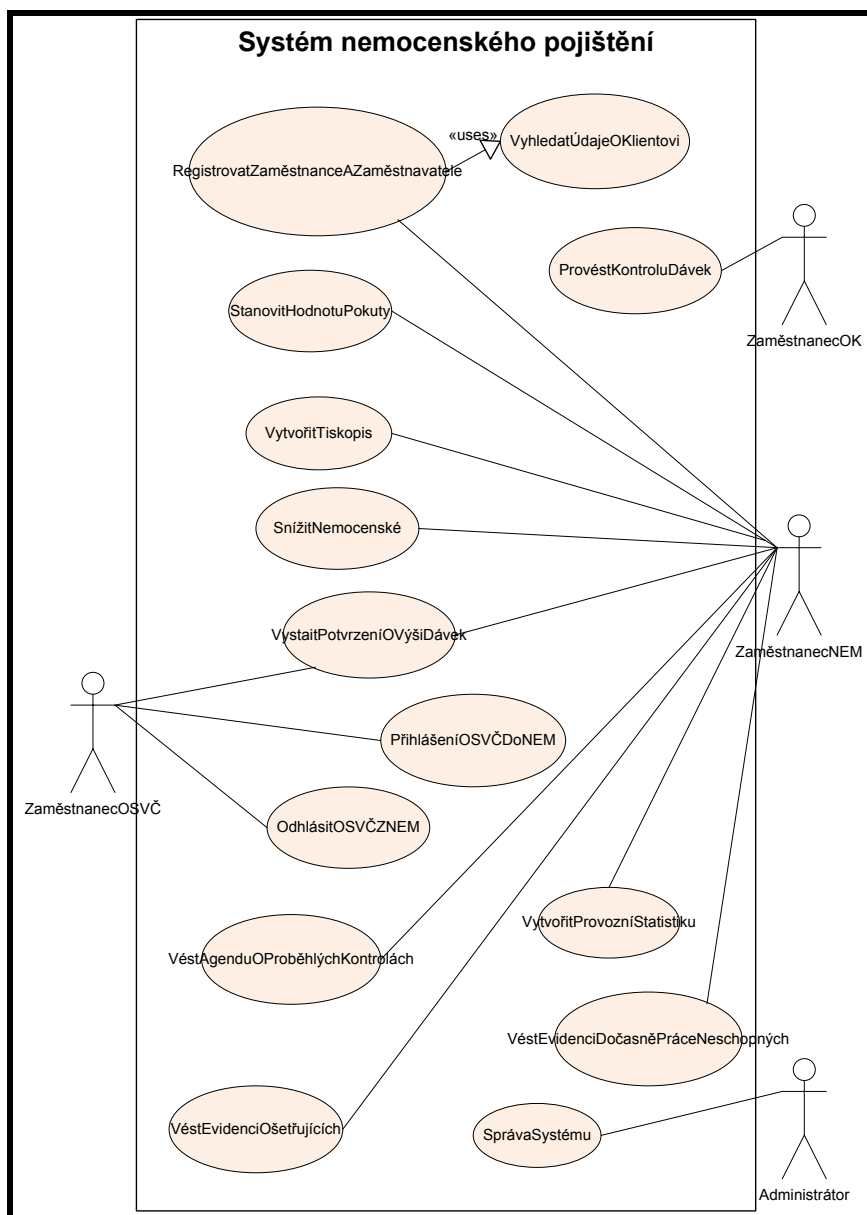 Systém nemocenského pojištění
«uses»
VyhledatÚdajeOKlientovi
RegistrovatZaměstnanceAZaměstnavatele
ProvéstKontroluDávek
StanovitHodnotuPokuty
ZaměstnanecOK
VytvořitTiskopis
SnížitNemocenské
VystaitPotvrzeníOVýšiDávek
ZaměstnanecNEM
PřihlášeníOSVČDoNEM
ZaměstnanecOSVČ
OdhlásitOSVČZNEM
VytvořitProvozníStatistiku
VéstAgenduOProběhlýchKontrolách
VéstEvidenciDočasněPráceNeschopných
VéstEvidenciOšetřujících
SprávaSystému
Administrátor